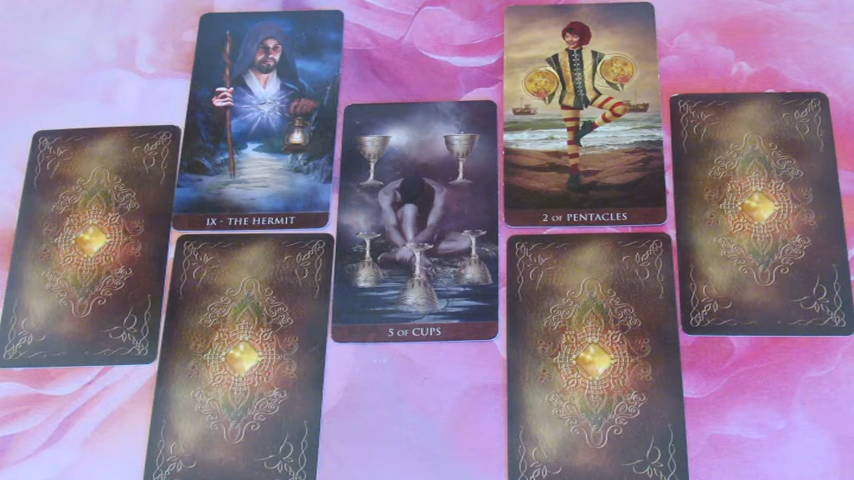 IX - THE HERMIT
2 OF PENTACLES
5 OF CUPS